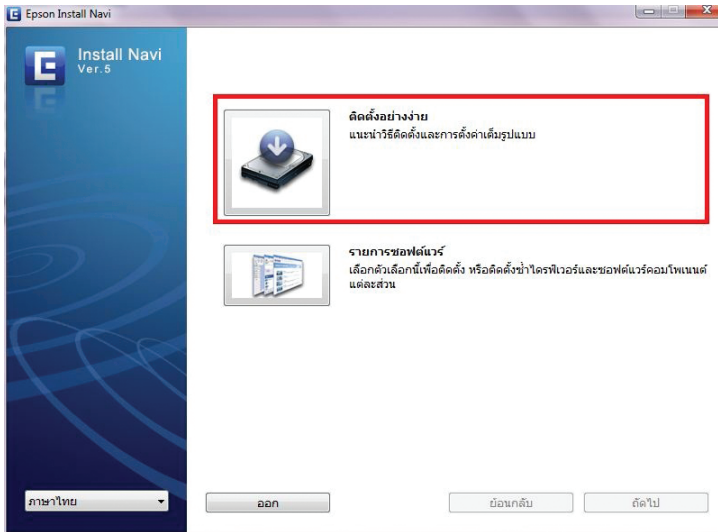 Epson Install Navi
Install Navi
Ver.5
ติดตั้งอย่างง่าย
แนะนำวิธีติดตั้งและการตั้งค่าเต็มรูปแบบ
รายการซอฟต์แวร์
เลือกตัวเลือกนี้เพื่อติดตั้ง หรือติดตั้งซ้ำไดรฟ์เวอร์และซอฟต์แวร์คอมโพเนนต์
แต่ละส่วน
ภาษาไทย
ออก
ย้อนกลับ
ถัดไป